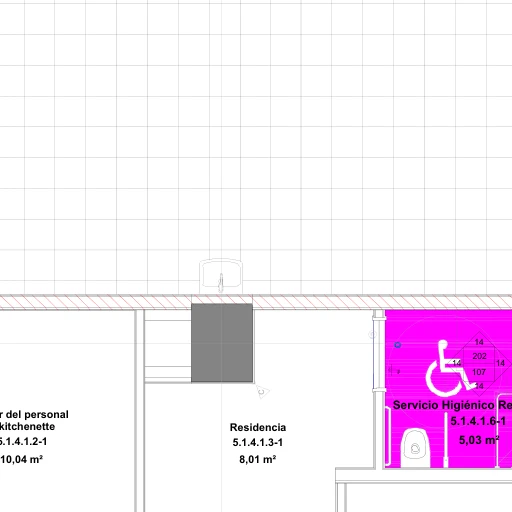 14
202
14
14
107
14
r del personal
kitchenette
5.1.4.1.2-1
10,04 m²
Residencia
5.1.4.1.3-1
8,01 m²
Servicio Higiénico Re
5.1.4.1.6-1
5,03 m²